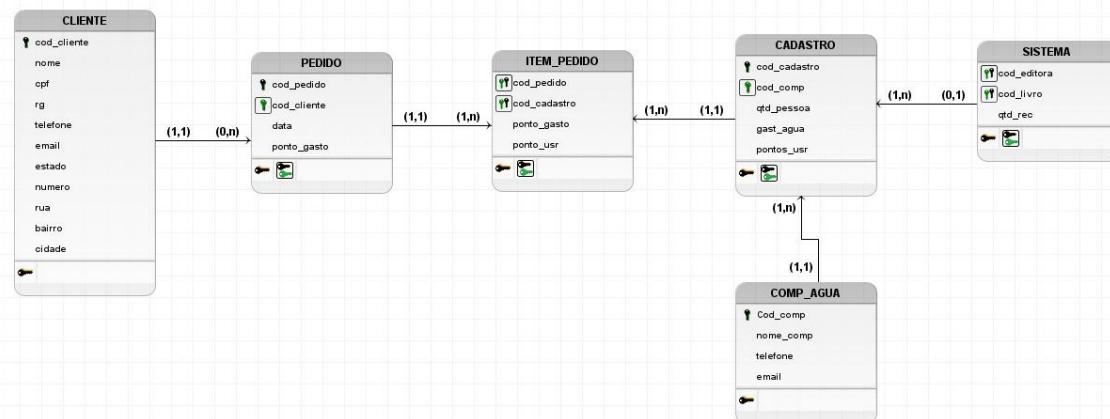 CLIENTE
cod_cliente
nome
cpf
rg
telefone
email
estado
numero
rua
bairro
cidade
(1,1) (0,n)
PEDIDO
cod_pedido
cod_cliente
data
ponto_gasto
(1,1) (1,n)
ITEM_PEDIDO
cod_pedido
cod_cadastro
ponto_gasto
ponto_usr
(1,n) (1,1)
CADASTRO
cod_cadastro
cod_comp
qtd_pessoa
gast_agua
pontos_usr
(1,n) (0,1)
SISTEMA
cod_editora
cod_livro
qtd_rec
(1,n)
(1,1)
COMP_AGUA
Cod_comp
nome_comp
telefone
email